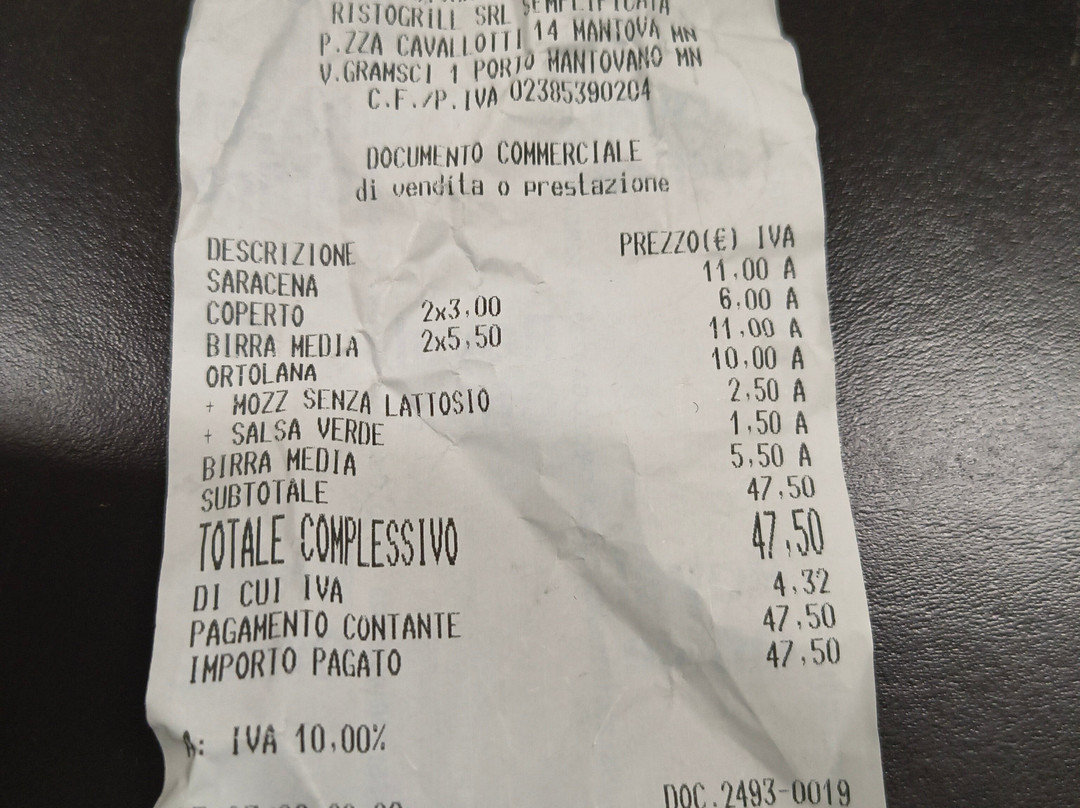 RISTOGRILL SRL SEMPLIFICATA
P.ZZA CAVALLOTTI 14 MANTOVA MN
V.GRAMSCI 1 PORTO MANTOVANO MN
C.F./P.IVA 02385390204
DOCUMENTO COMMERCIALE
di vendita o prestazione
DESCRIZIONE PREZZO(€) IVA
SARACENA 11,00 A
COPERTO 2x3,00 6,00 A
BIRRA MEDIA 2x5,50 11,00 A
ORTOLANA 10,00 A
+ MOZZ SENZA LATTOSIO 2,50 A
+ SALSA VERDE 1,50 A
BIRRA MEDIA 5,50 A
SUBTOTALE 47,50
TOTALE COMPLESSIVO 47,50
DI CUI IVA 4,32
PAGAMENTO CONTANTE 47,50
IMPORTO PAGATO 47,50
A: IVA 10,00%
DOC.2493-0019